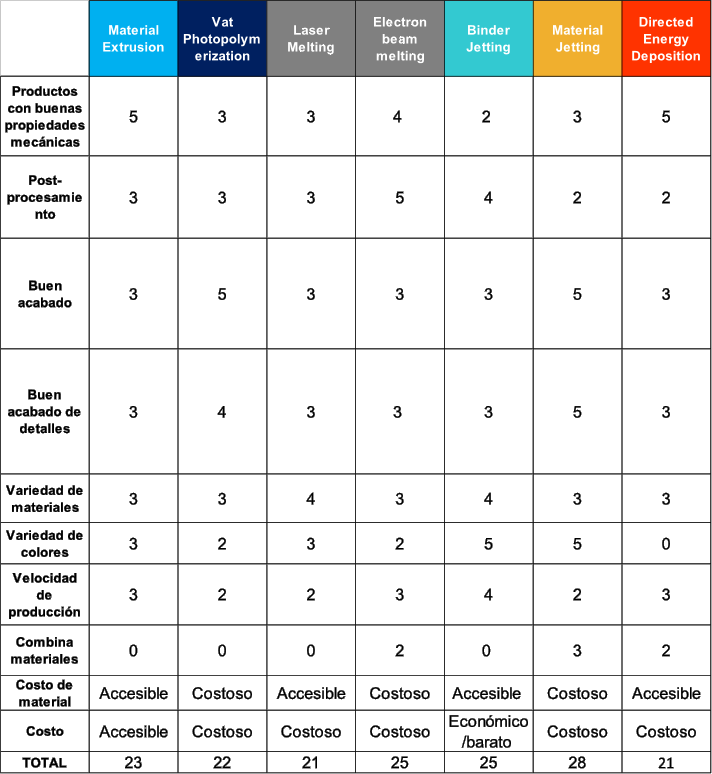 Material Extrusion Vat Photopolym erization Laser Melting Electron beam melting Binder Jetting Material Jetting Directed Energy Deposition
Productos con buenas propiedades mecánicas 5 3 3 4 2 3 5
Post- procesamie nto 3 3 3 5 4 2 2
Buen acabado 3 5 3 3 3 5 3
Buen acabado de detalles 3 4 3 3 3 5 3
Variedad de materiales 3 3 4 3 4 3 3
Variedad de colores 3 2 3 2 5 5 0
Velocidad de producción 3 2 2 3 4 2 3
Combina materiales 0 0 0 2 0 3 2
Costo de material Accesible Costoso Accesible Costoso Accesible Costoso Accesible
Costo Accesible Costoso Costoso Costoso Económico /barato Costoso Costoso
TOTAL 23 22 21 25 25 28 21